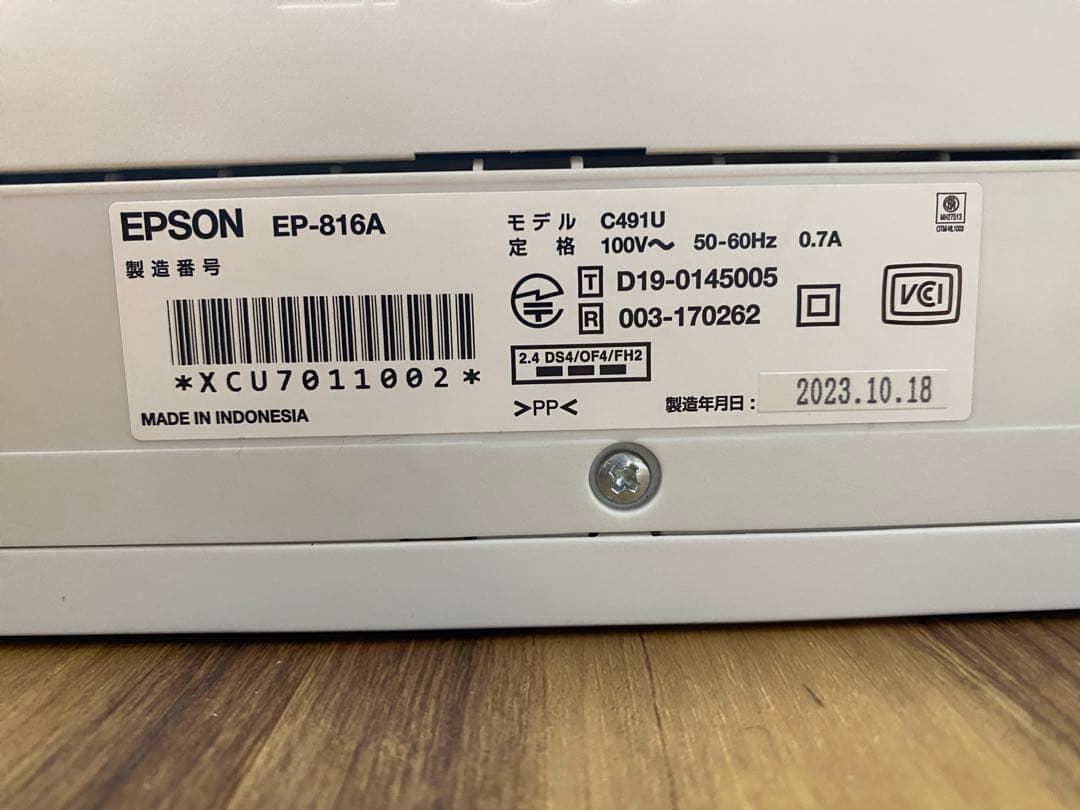 EPSON EP-816A
製造番号
*XCU7011002*
MADE IN INDONESIA
モデル C491U
定格 100V～ 50-60Hz 0.7A
T D19-0145005
R 003-170262
2.4 DS4/OF4/FH2
>PP<
製造年月日：2023.10.18
VCCI